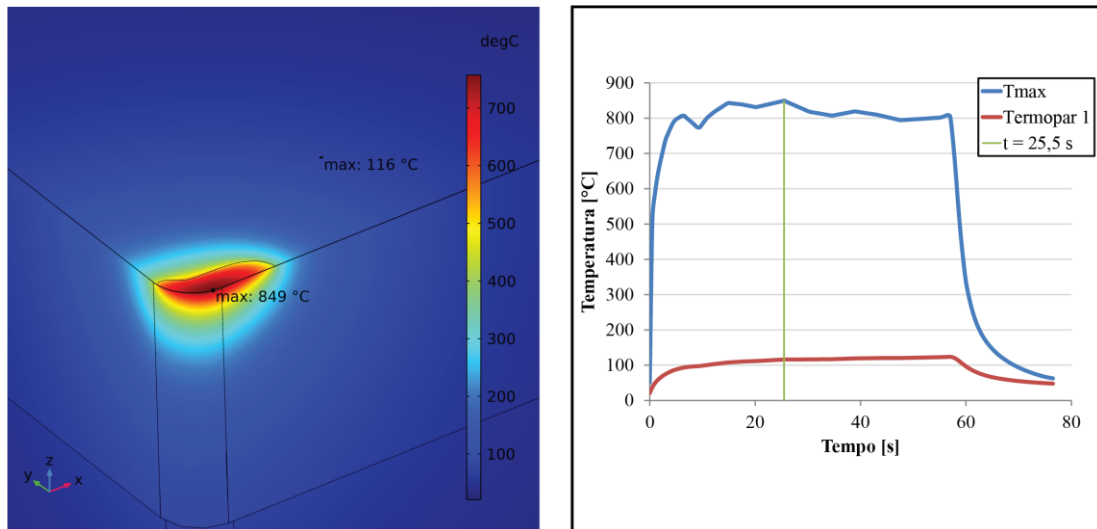 degC
700
600
500
400
300
200
100
max: 116 °C
max: 849 °C
z
y
x
900
800
700
600
500
400
300
200
100
0
Temperatura [°C]
0 20 40 60 80
Tempo [s]
Tmax
Termopar 1
t = 25,5 s